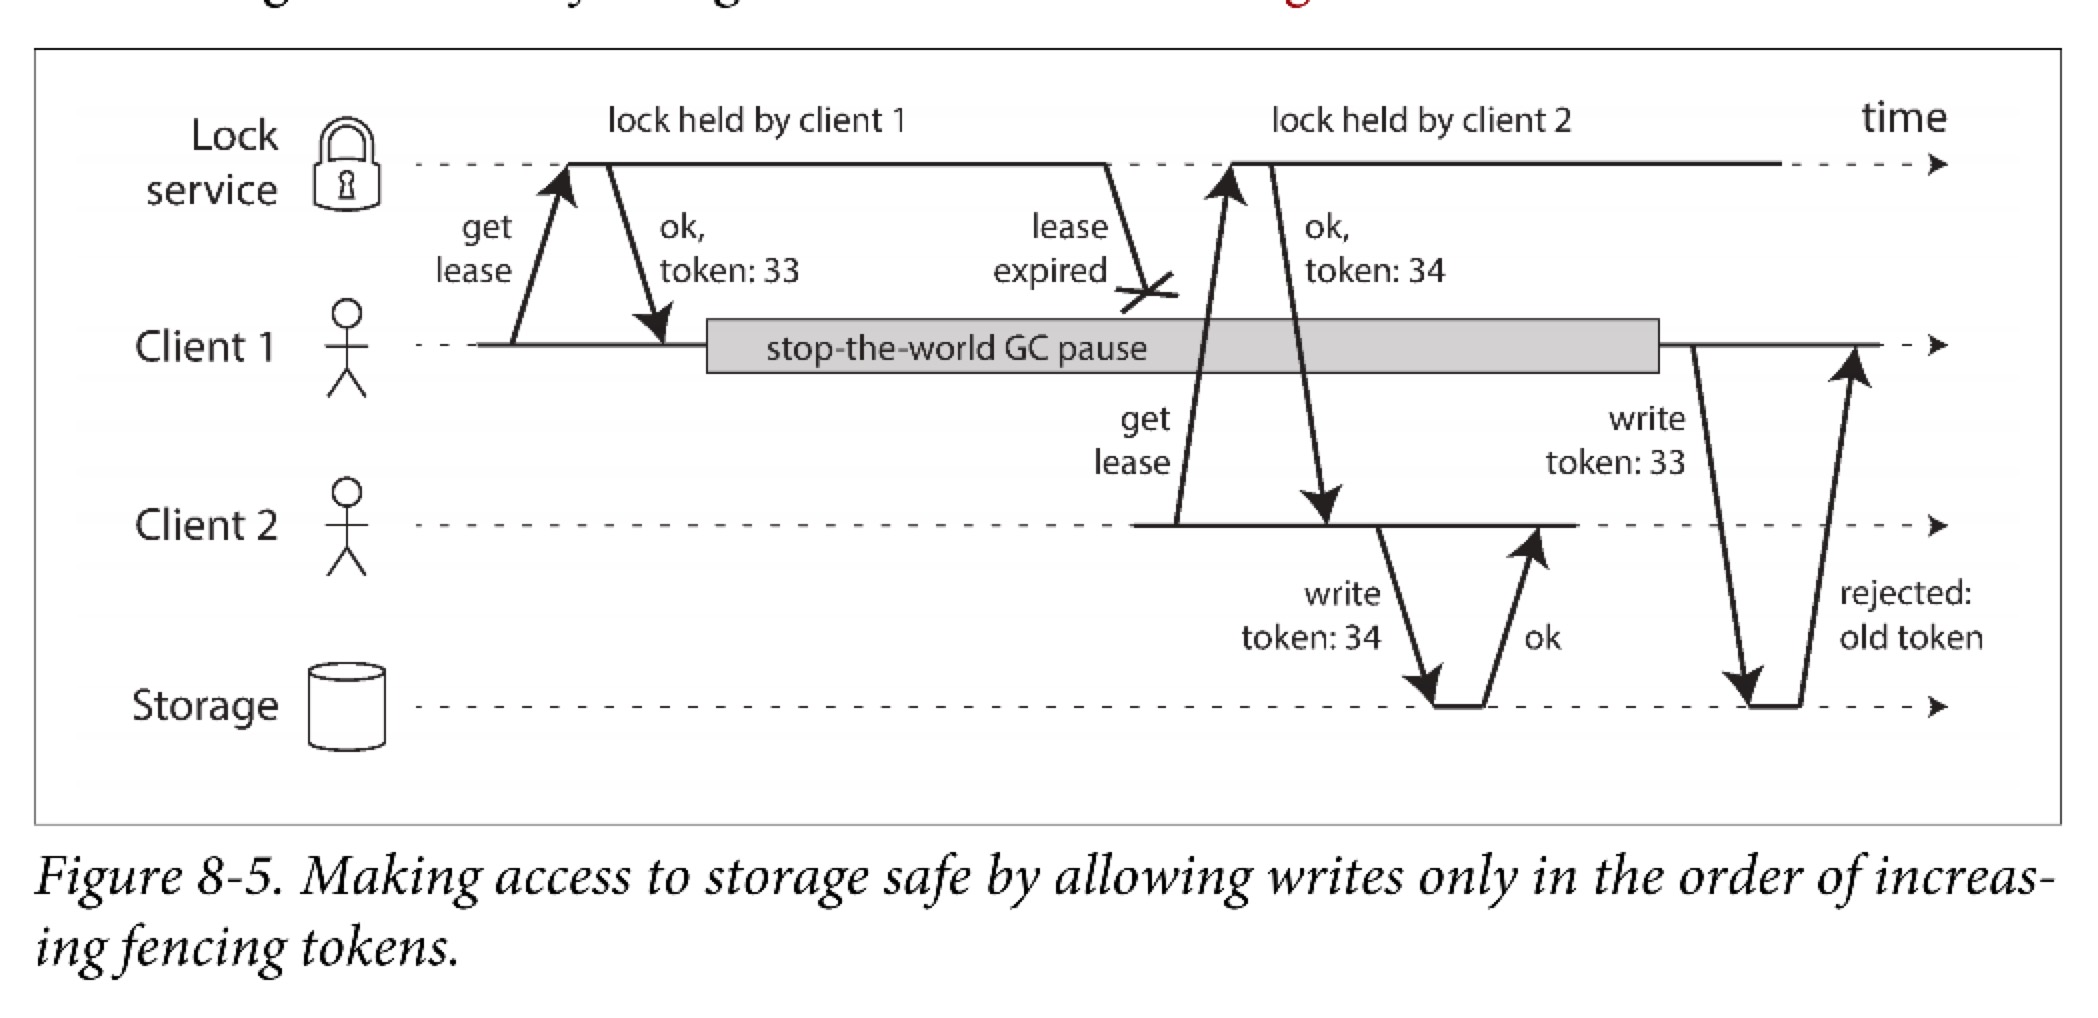 lock held by client 1
lock held by client 2
time
Lock
service
get
lease
ok,
token: 33
lease
expired
ok,
token: 34
Client 1
stop-the-world GC pause
get
lease
write
token: 33
Client 2
write
token: 34
ok
rejected:
old token
Storage
Figure 8-5. Making access to storage safe by allowing writes only in the order of increas-
ing fencing tokens.